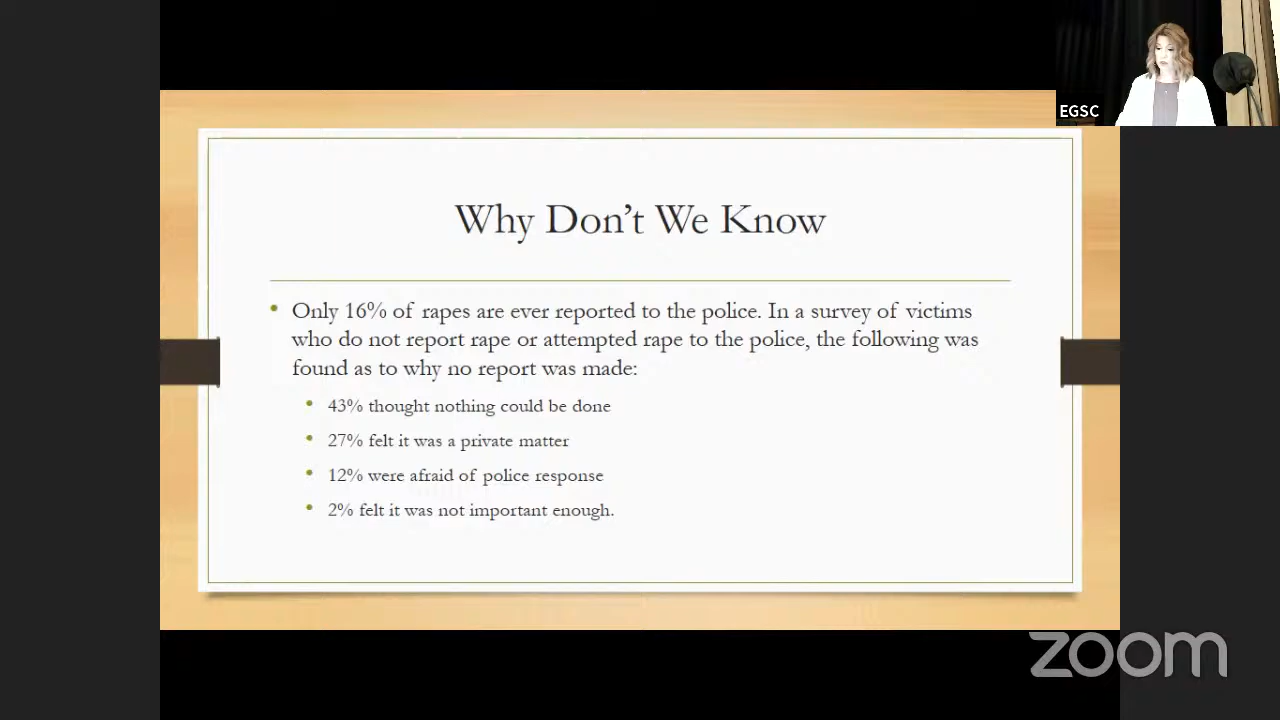 EGSC
Why Don't We Know
• Only 16% of rapes are ever reported to the police. In a survey of victims
who do not report rape or attempted rape to the police, the following was
found as to why no report was made:
• 43% thought nothing could be done
• 27% felt it was a private matter
• 12% were afraid of police response
• 2% felt it was not important enough.
zoom